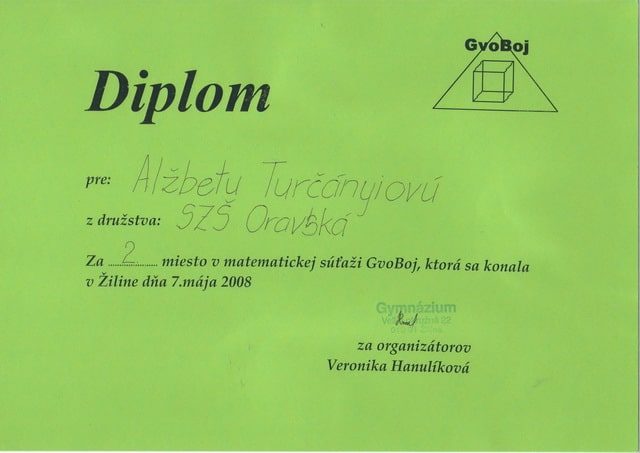 GvoBoj
Diplom
pre: Alžbetu Turčányiovú
z družstva: SZŠ Oravská
Za 2. miesto v matematickej súťaži GvoBoj, ktorá sa konala
v Žiline dňa 7.mája 2008
Gymnázium
za organizátorov
Veronika Hanulíková